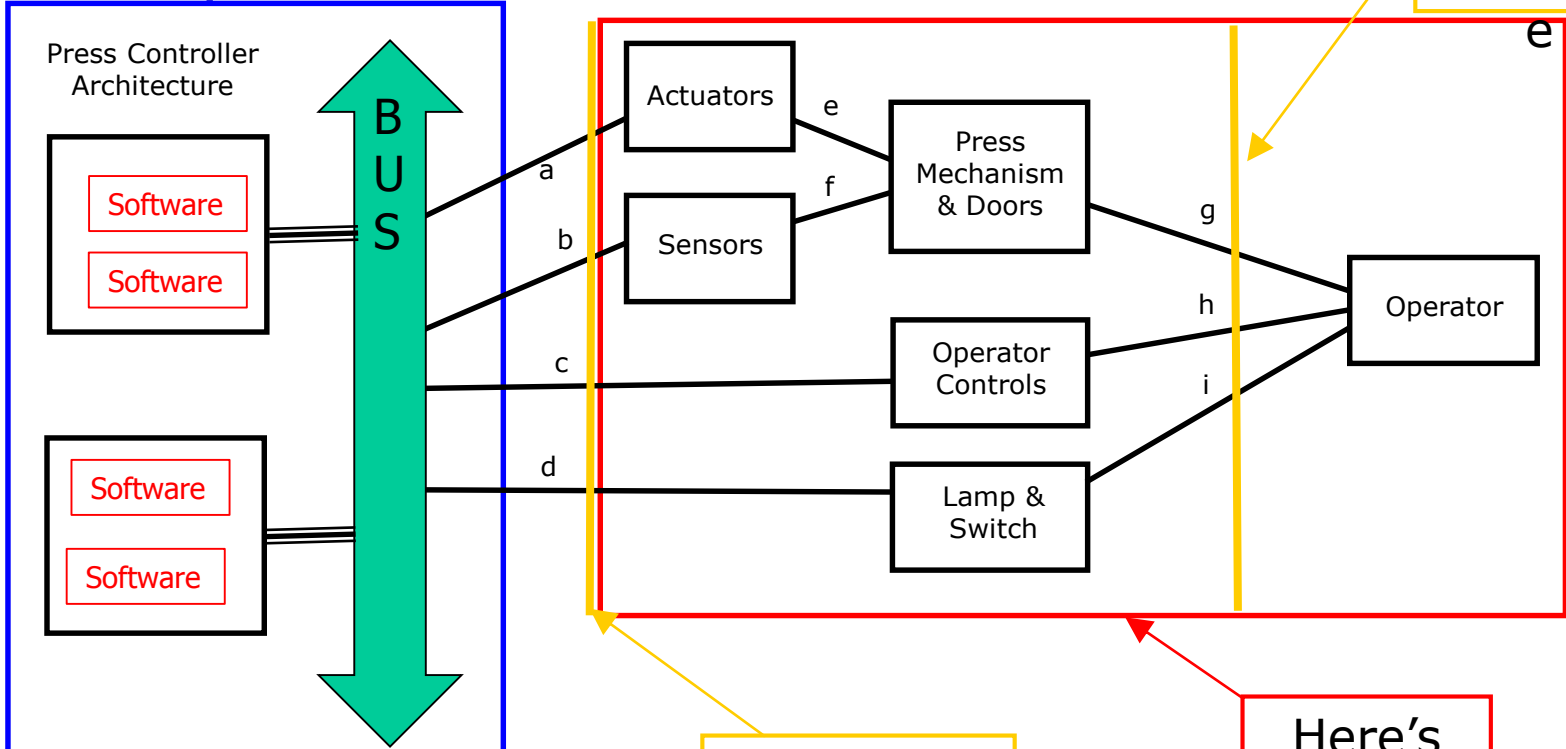 Press Controller
Architecture
B
U
S
Software
Software
Software
Software
a
b
c
d
Actuators
Sensors
e
f
Press
Mechanism
& Doors
Operator
Controls
Lamp &
Switch
g
h
i
Operator
e
Here's